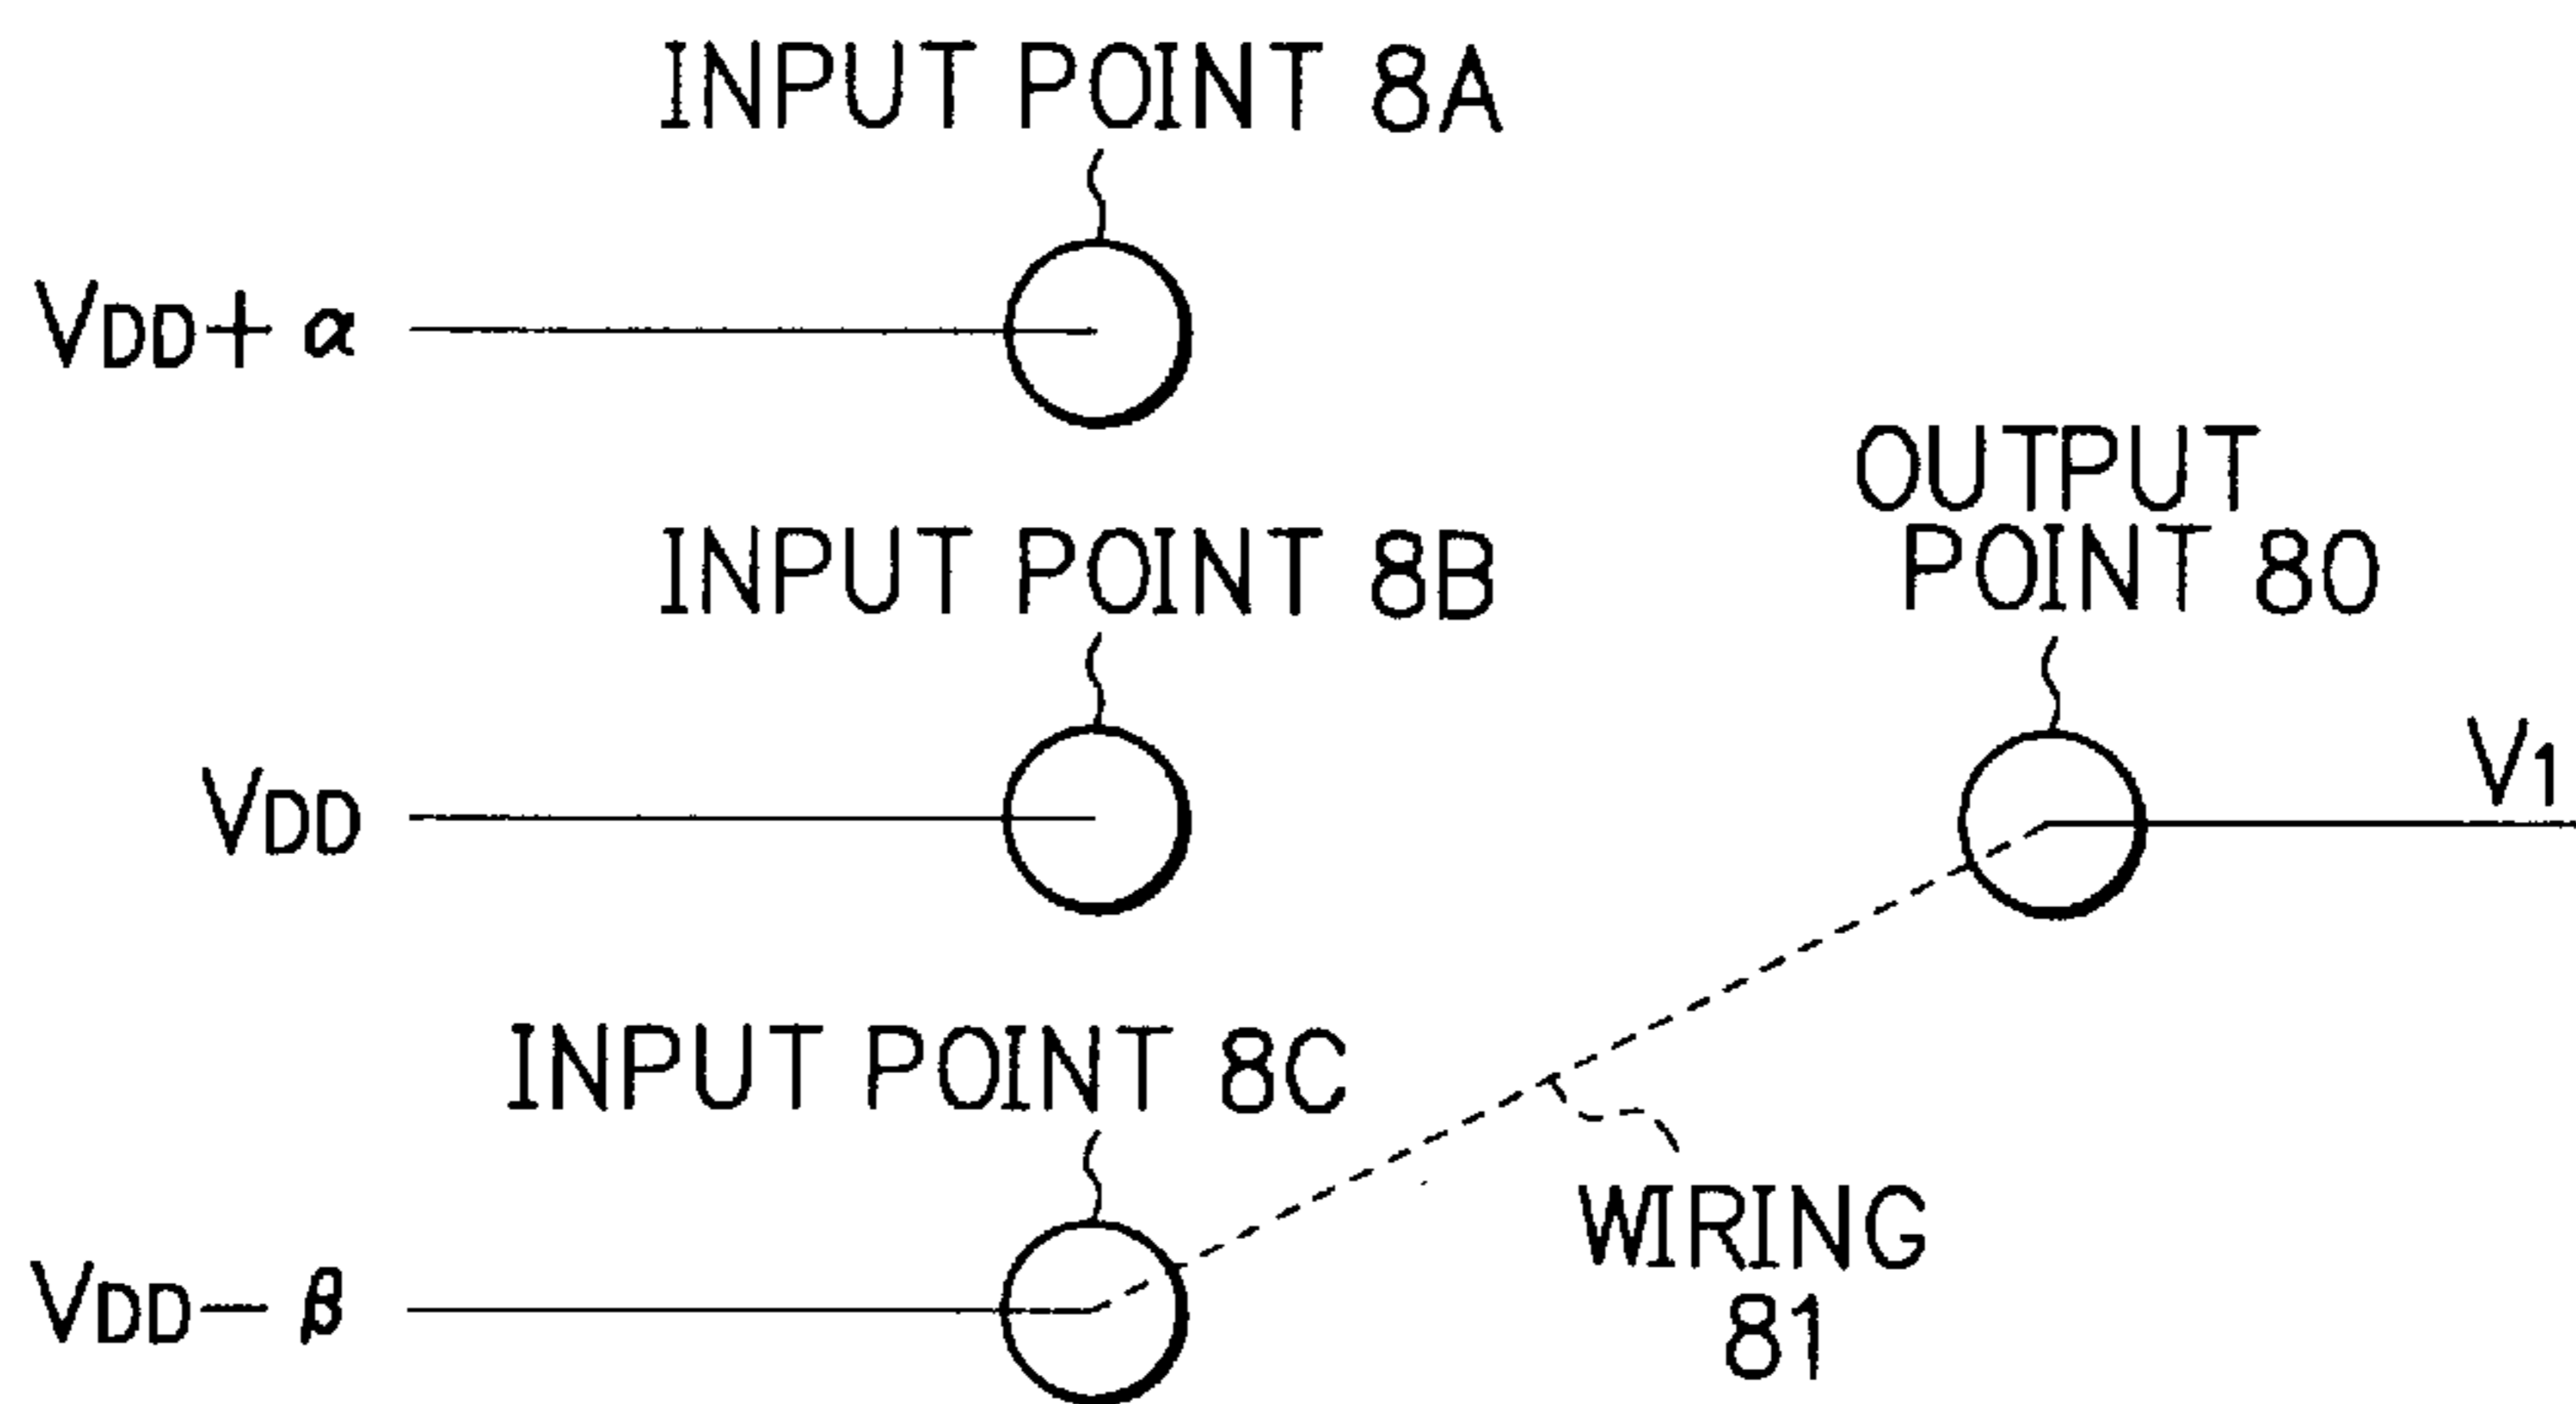 INPUT POINT 8A
VDD+ α
OUTPUT
POINT 80
INPUT POINT 8B
VDD
V1
INPUT POINT 8C
WIRING
81
VDD− β